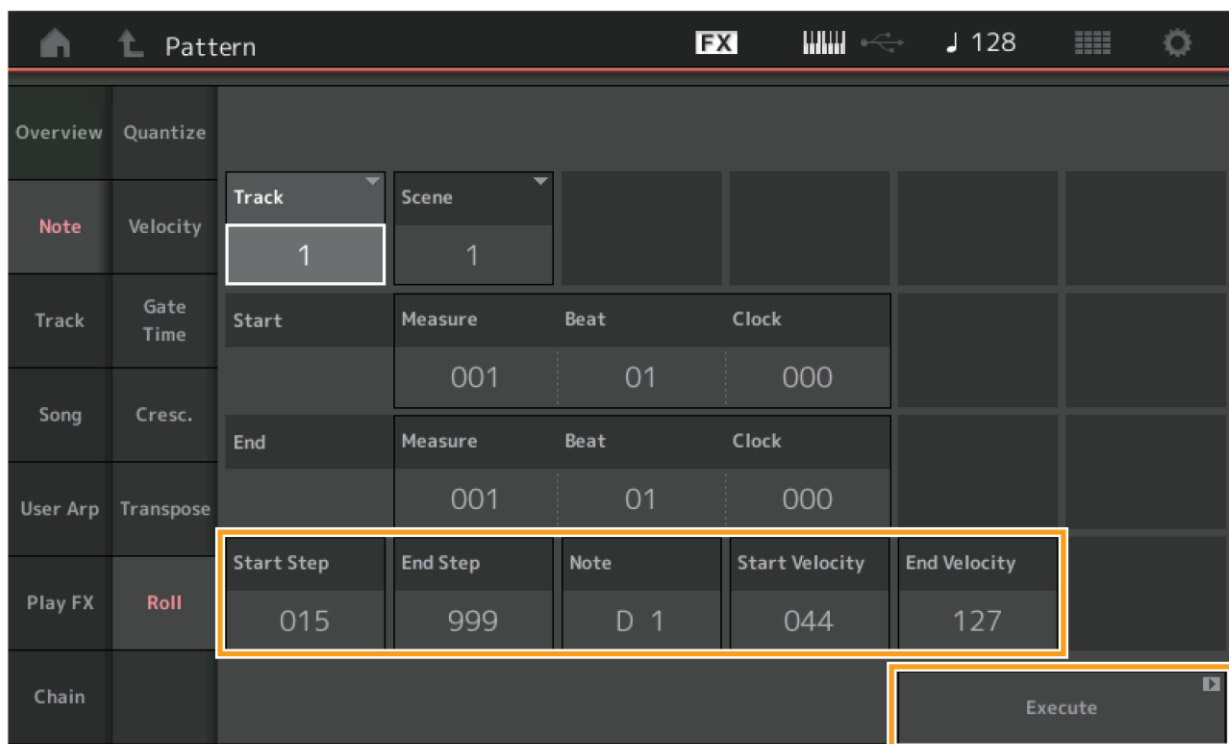 Pattern
FX
♩ 128
Overview
Quantize
Note
Velocity
Track
Gate
Time
Song
Cresc.
User Arp
Transpose
Play FX
Roll
Chain
Track
Scene
1
1
Start
Measure
Beat
Clock
001
01
000
End
Measure
Beat
Clock
001
01
000
Start Step
End Step
Note
Start Velocity
End Velocity
015
999
D 1
044
127
Execute